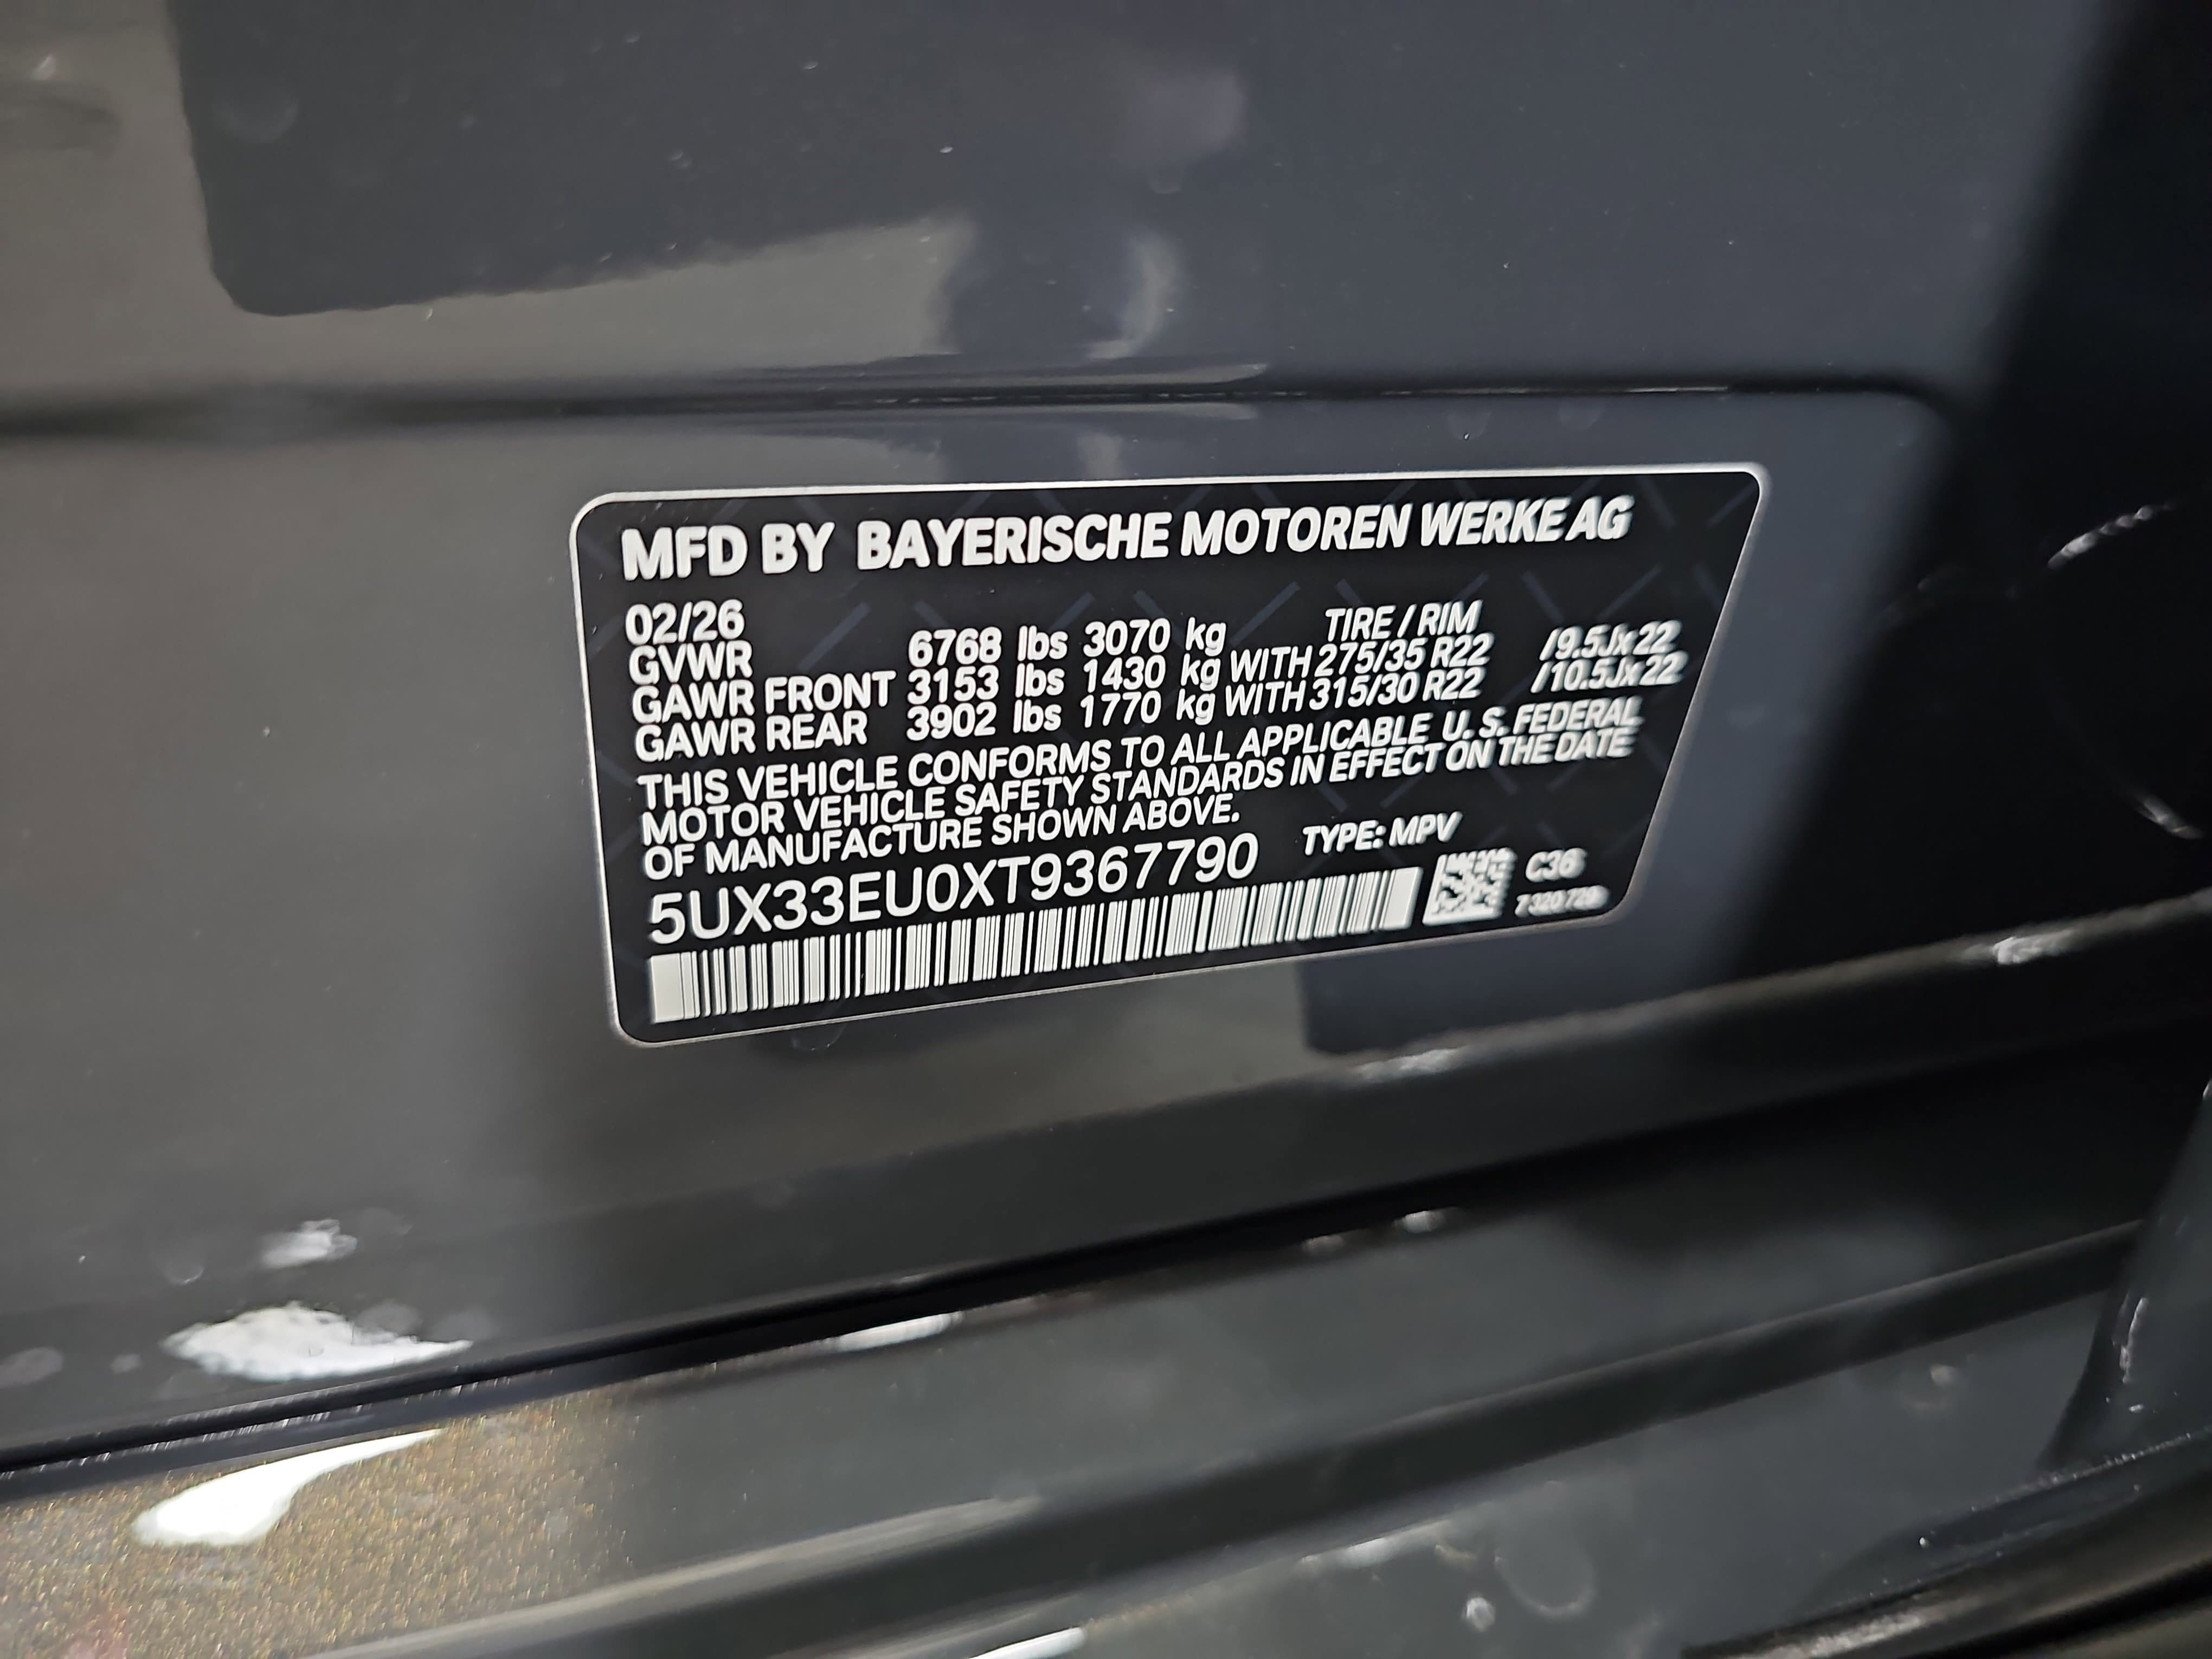 MFD BY BAYERISCHE MOTOREN WERKE AG
02/26 TIRE / RIM
GVWR 6768 lbs 3070 kg
GAWR FRONT 3153 lbs 1430 kg WITH 275/35 R22 /9.5Jx22
GAWR REAR 3902 lbs 1770 kg WITH 315/30 R22 /10.5Jx22
THIS VEHICLE CONFORMS TO ALL APPLICABLE U. S. FEDERAL
MOTOR VEHICLE SAFETY STANDARDS IN EFFECT ON THE DATE
OF MANUFACTURE SHOWN ABOVE.
5UX33EU0XT9367790 TYPE: MPV
C36